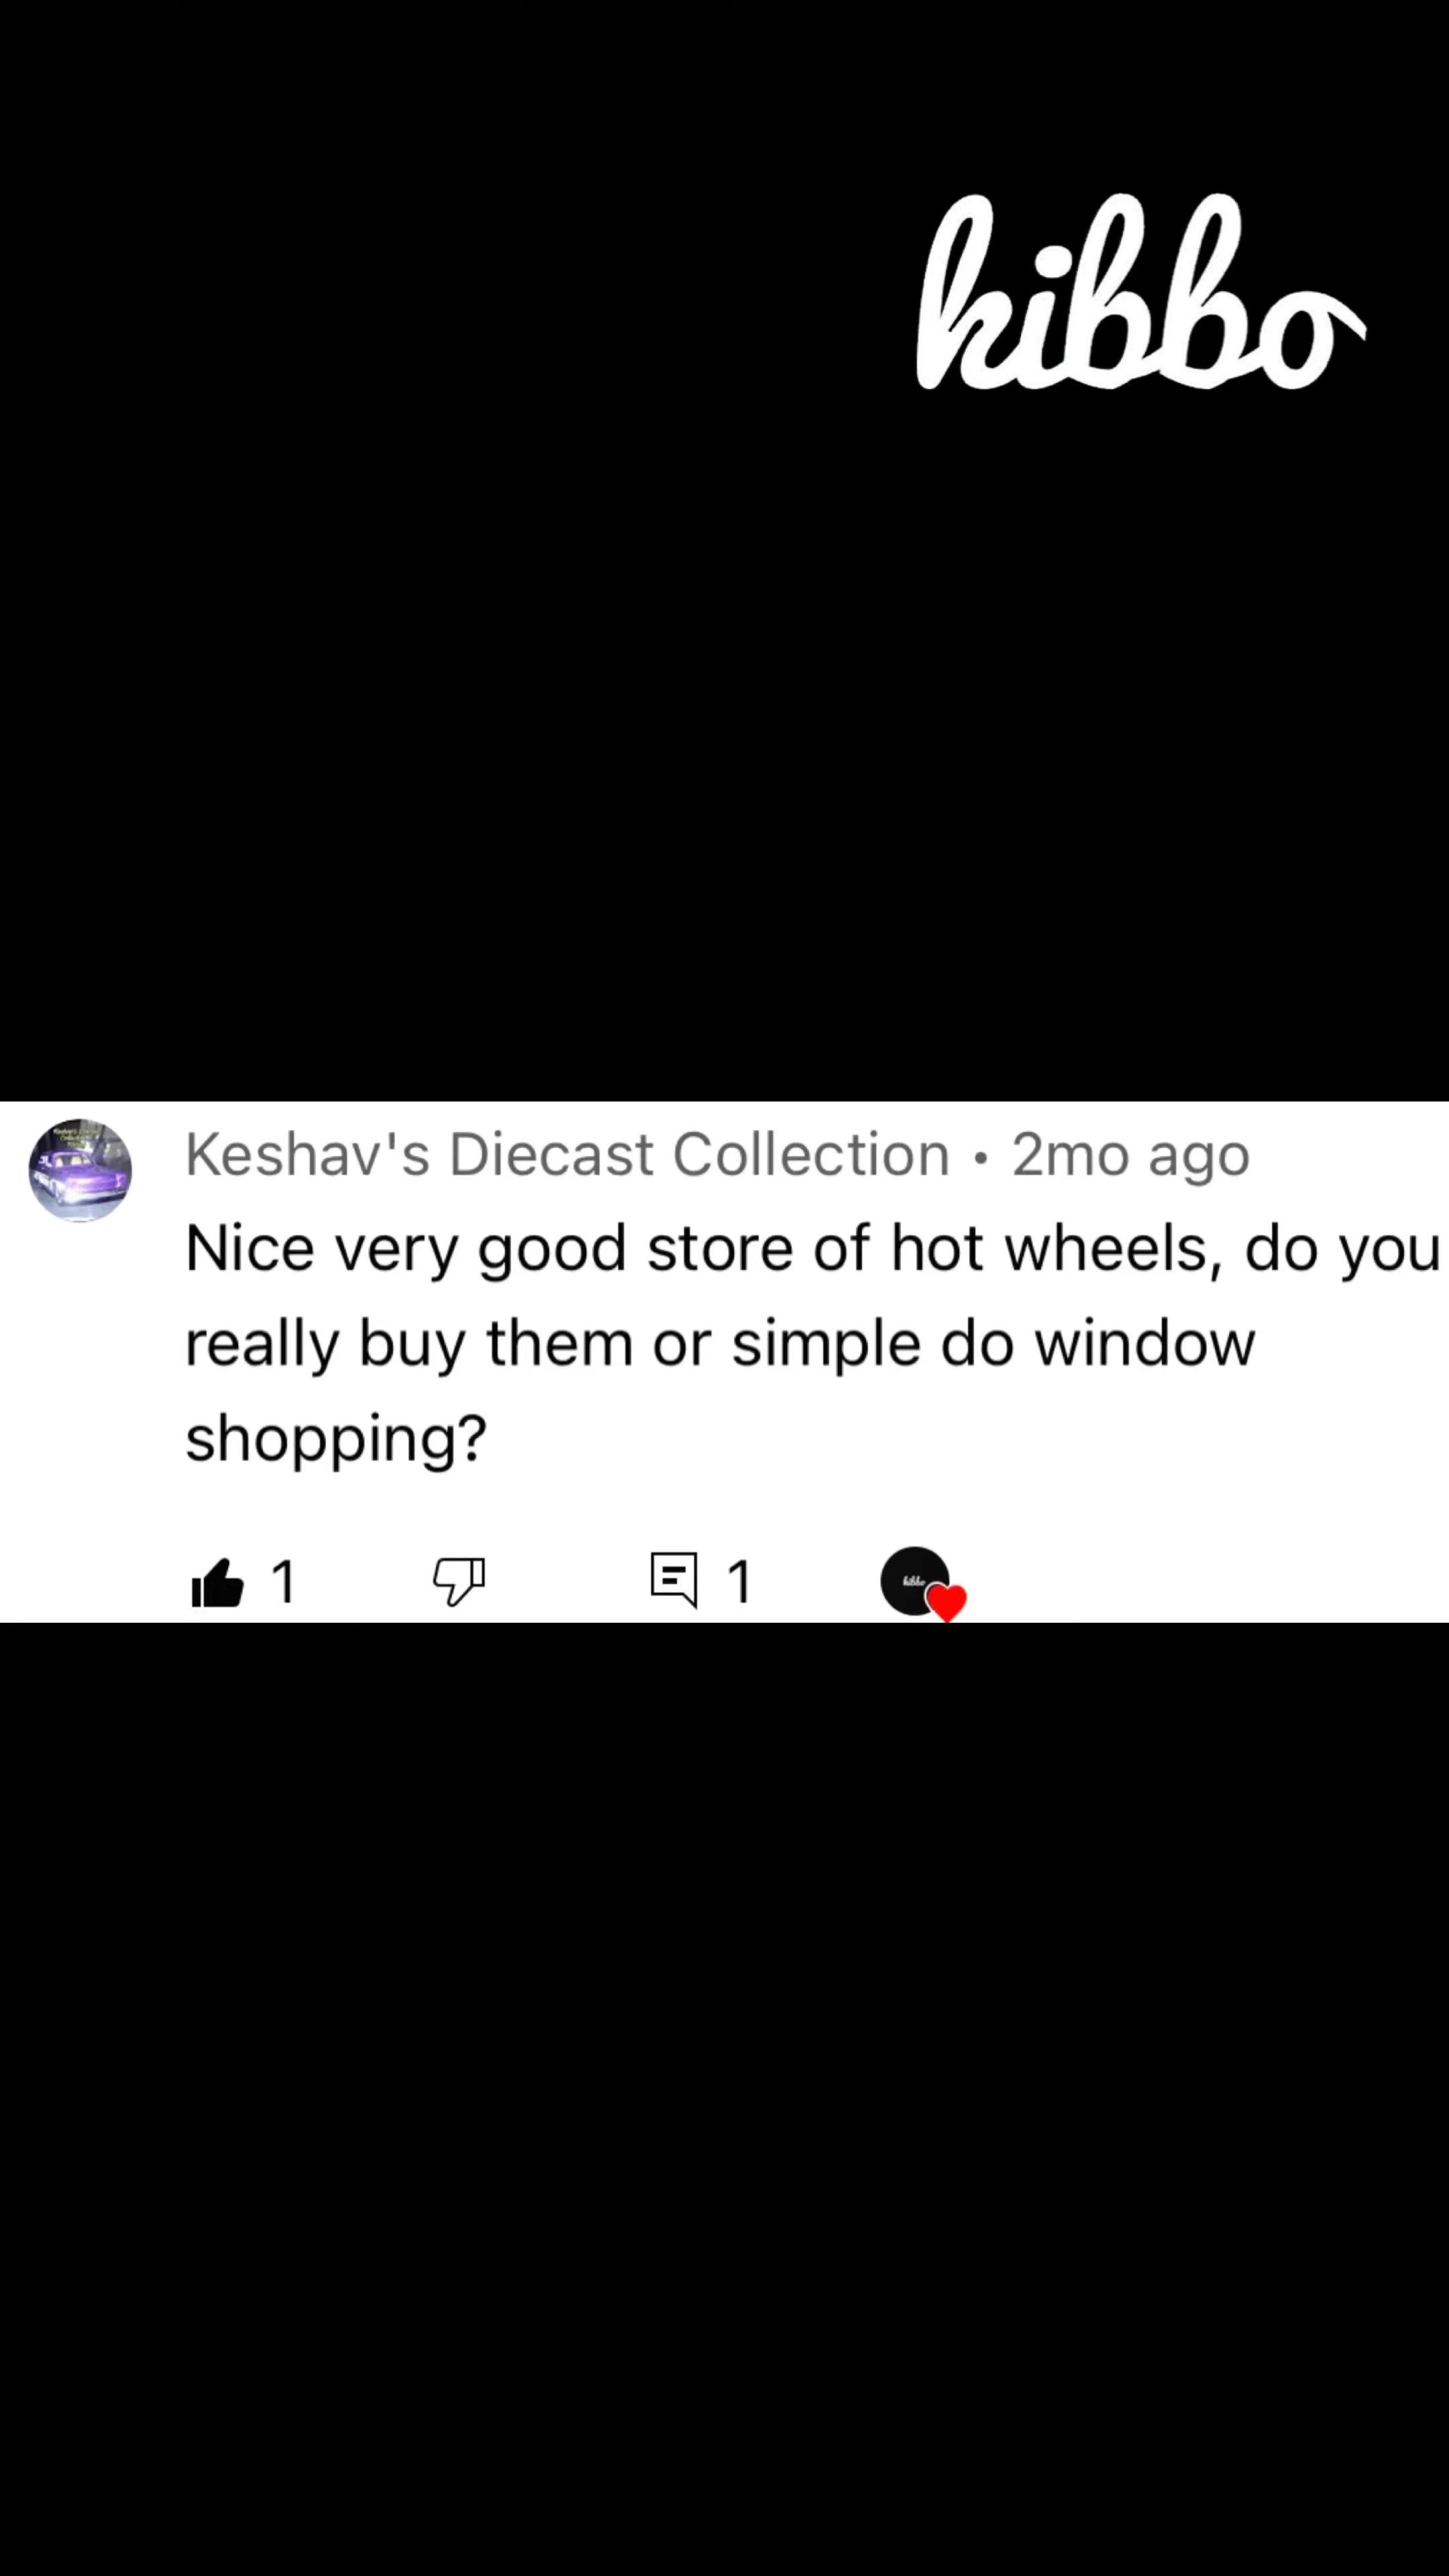 kibbo
Keshav's Diecast Collection • 2mo ago
Nice very good store of hot wheels, do you
really buy them or simple do window
shopping?
1 1
kibbo